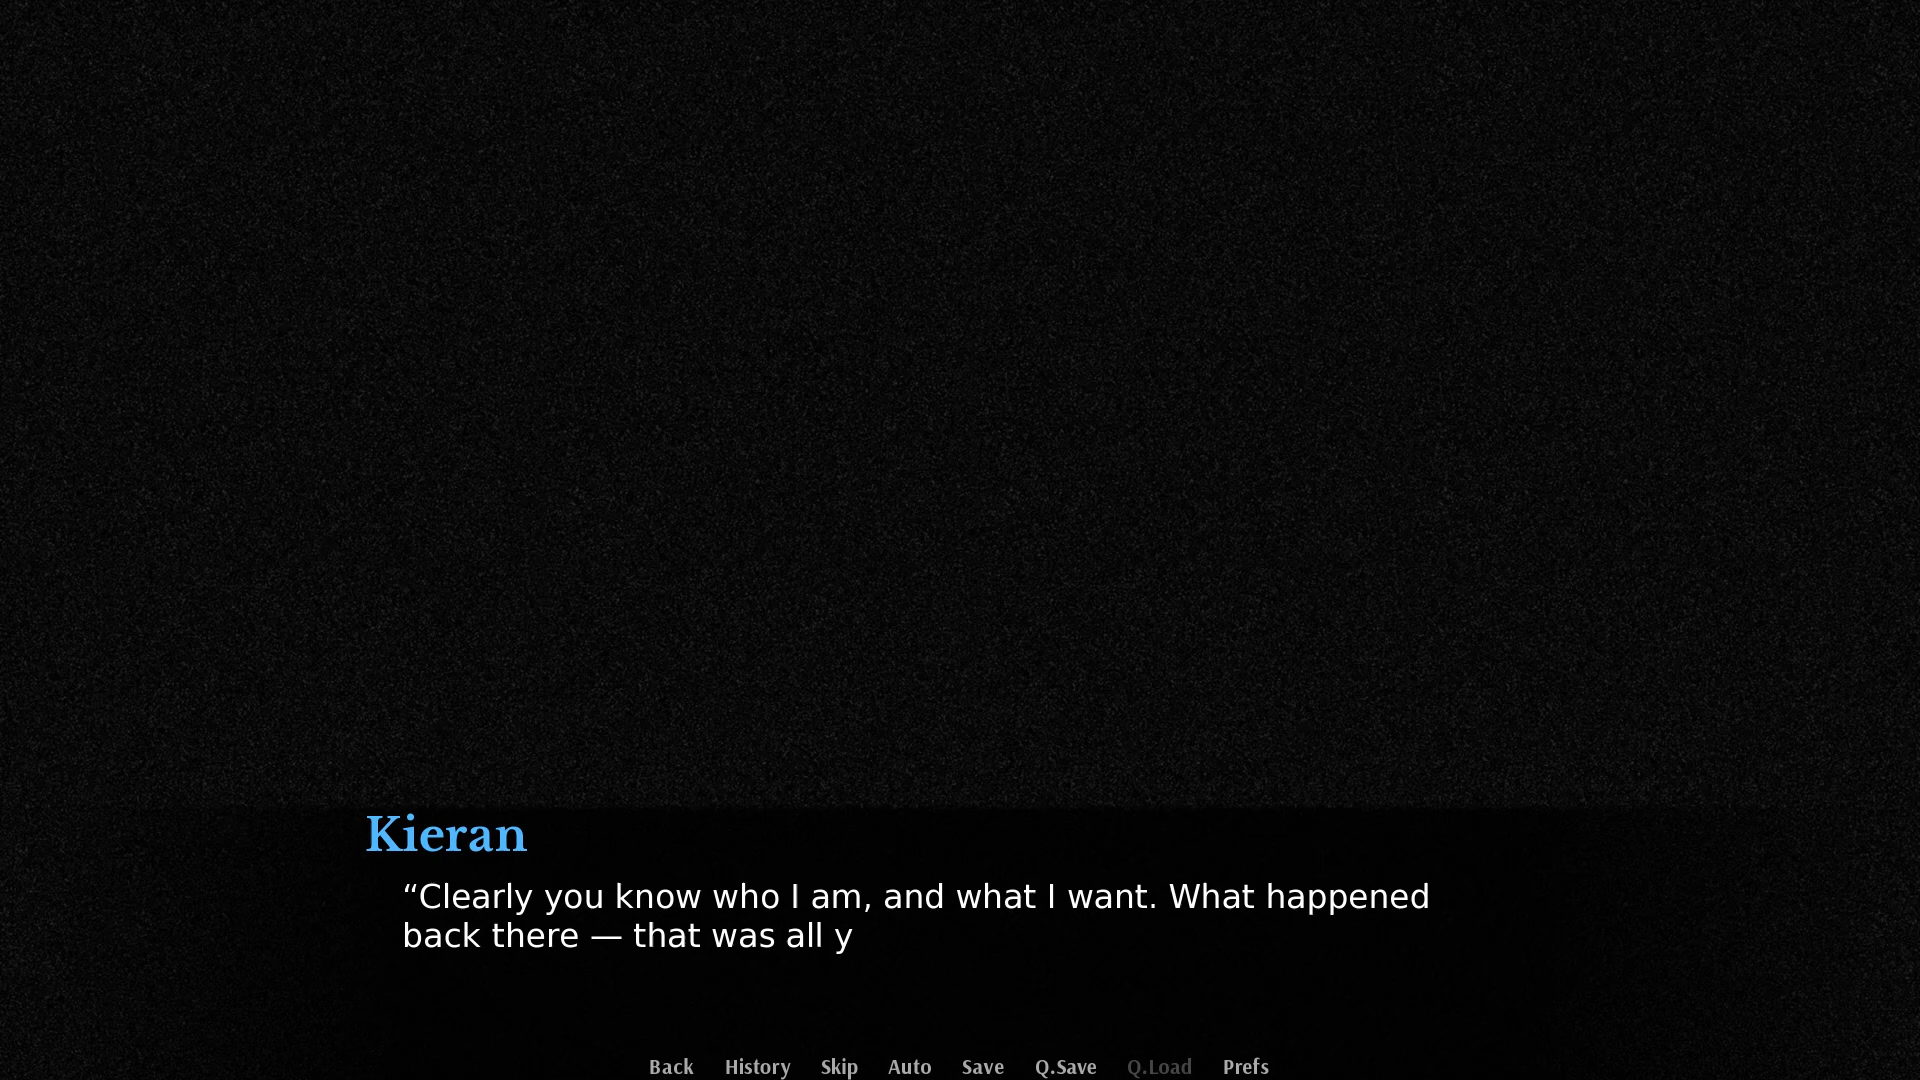 Kieran
“Clearly you know who I am, and what I want. What happened
back there — that was all y
Back History Skip Auto Save Q.Save Q.Load Prefs